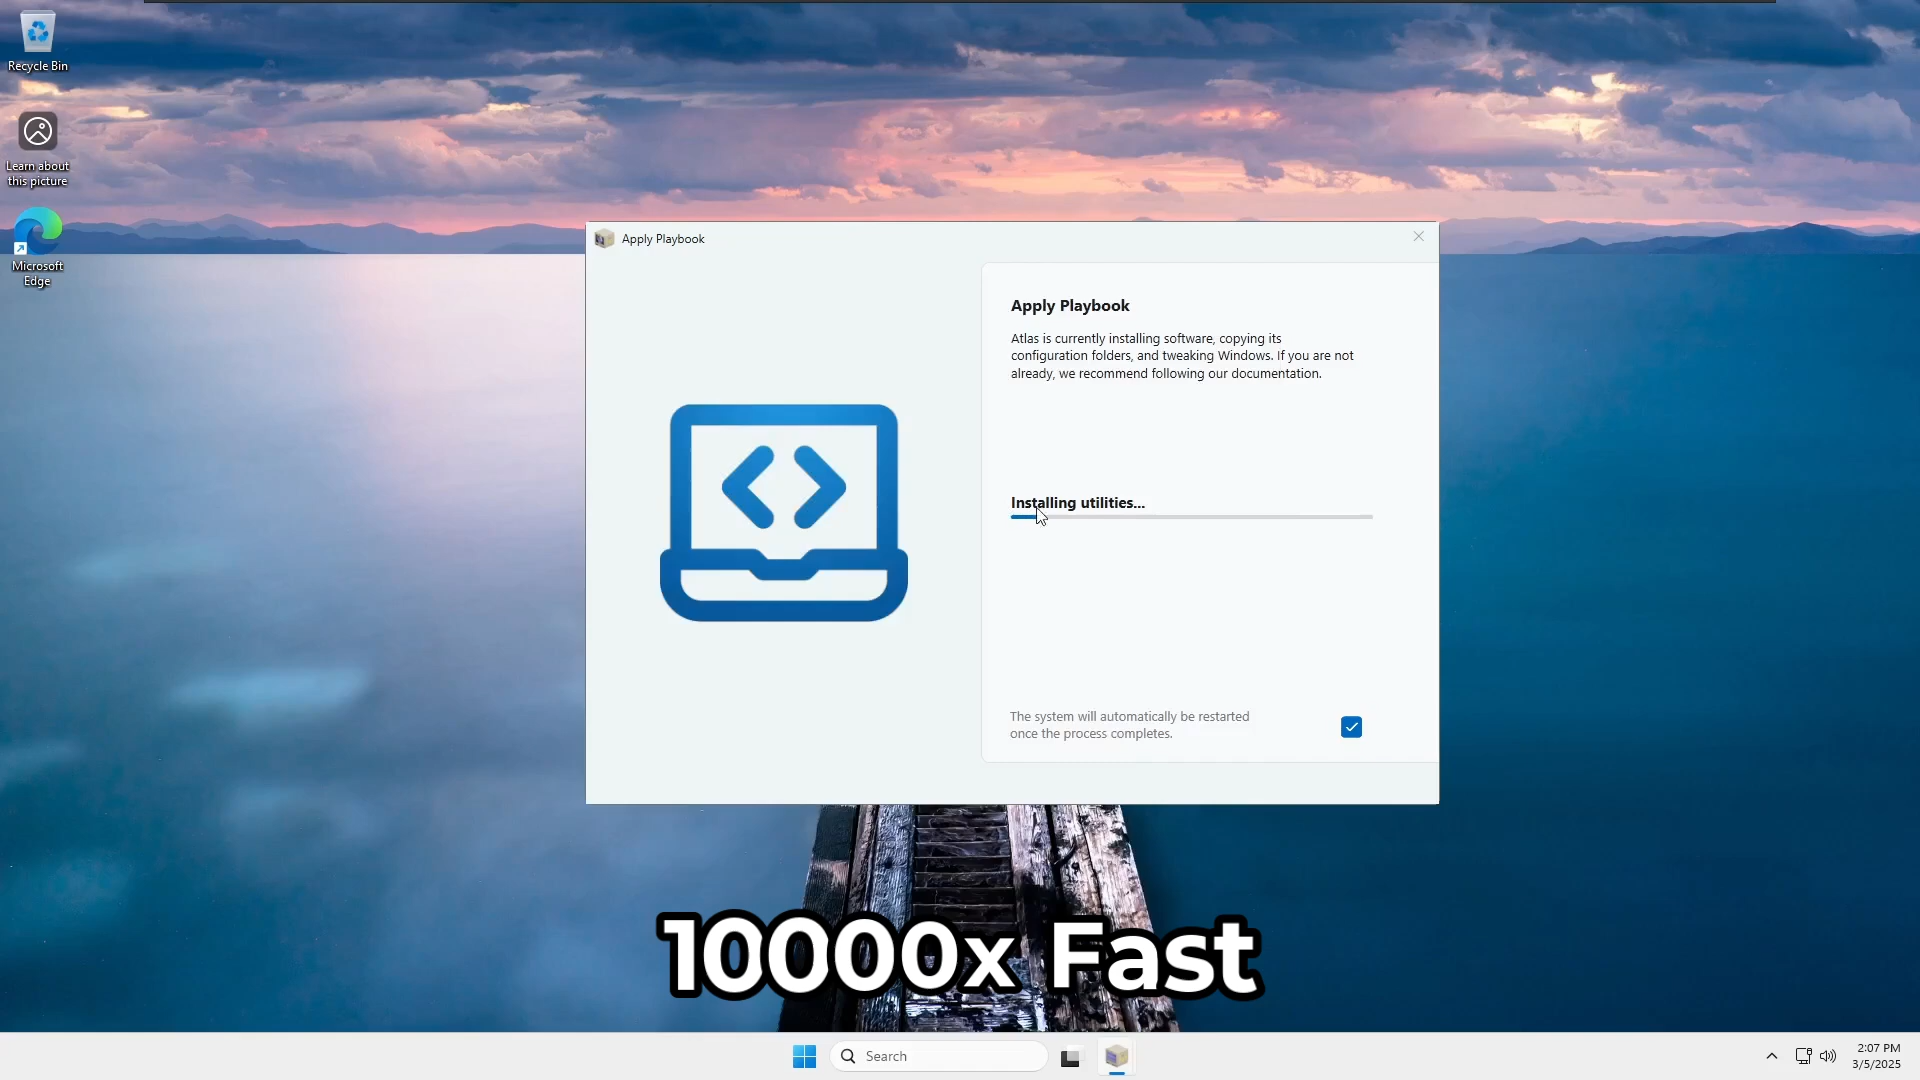 Recycle Bin
Learn about
this picture
Microsoft
Edge
Apply Playbook
Apply Playbook
Atlas is currently installing software, copying its
configuration folders, and tweaking Windows. If you are not
already, we recommend following our documentation.
Installing utilities...
The system will automatically be restarted
once the process completes.
10000x Fast
Search
2:07 PM
3/5/2025